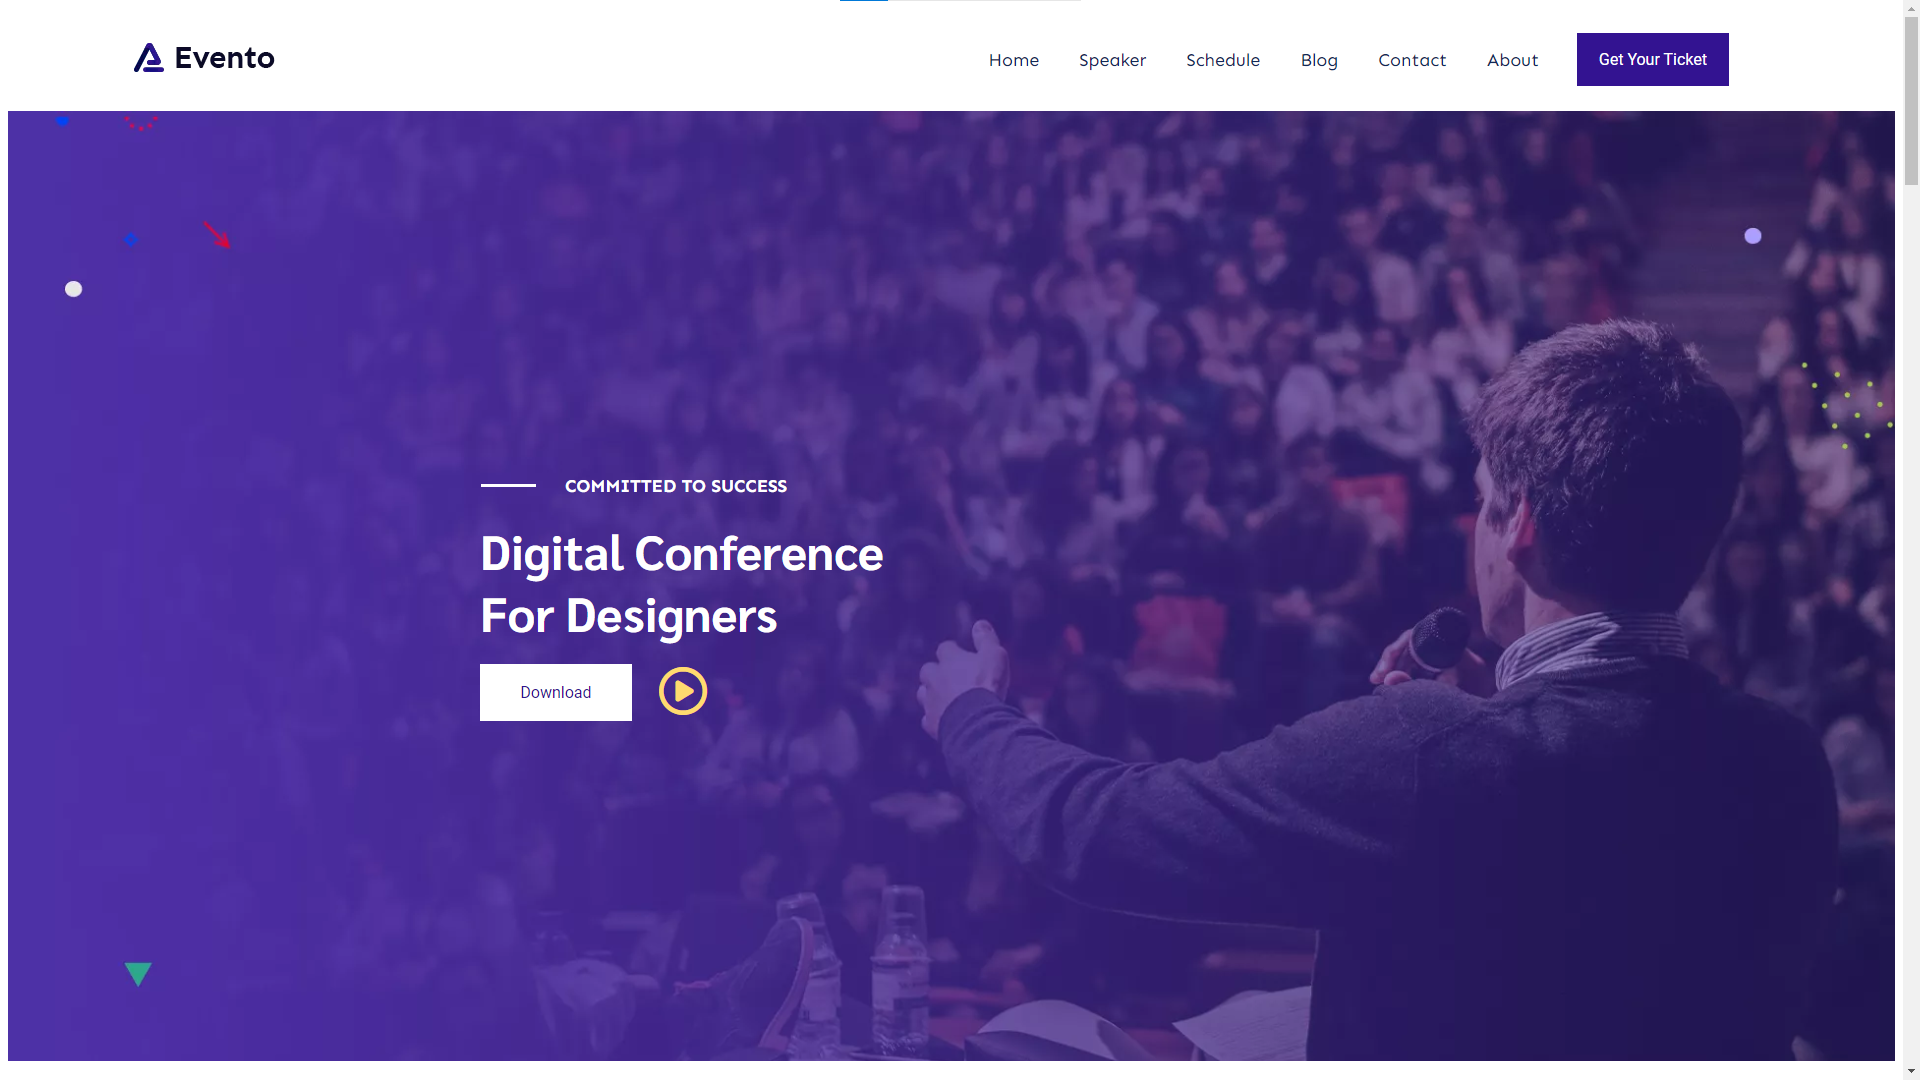 Evento
Home Speaker Schedule Blog Contact About Get Your Ticket
COMMITTED TO SUCCESS
Digital Conference
For Designers
Download